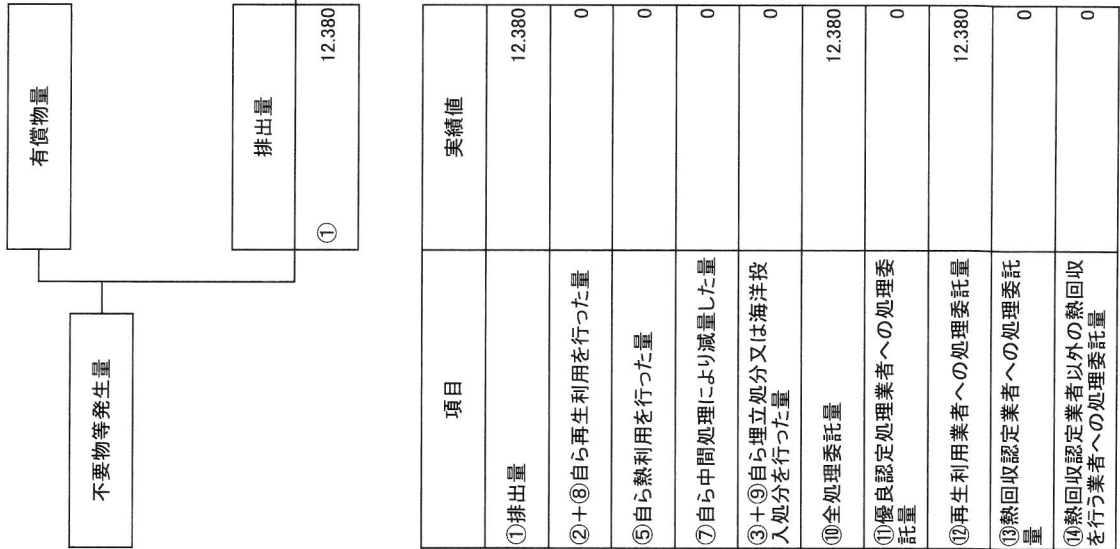 不要物等発生量
有償物量
排出量
①
12.380
項目
実績値
①排出量
12.380
②+⑧自ら再生利用を行った量
0
⑤自ら熱利用を行った量
0
⑦自ら中間処理により減量した量
0
③+⑨自ら埋立処分又は海洋投
入処分を行った量
0
⑩全処理委託量
12.380
⑪優良認定処理業者への処理委
託量
0
⑫再生利用業者への処理委託量
12.380
⑬熱回収認定業者への処理委託
量
0
⑭熱回収認定業者以外の熱回収
を行う業者への処理委託量
0